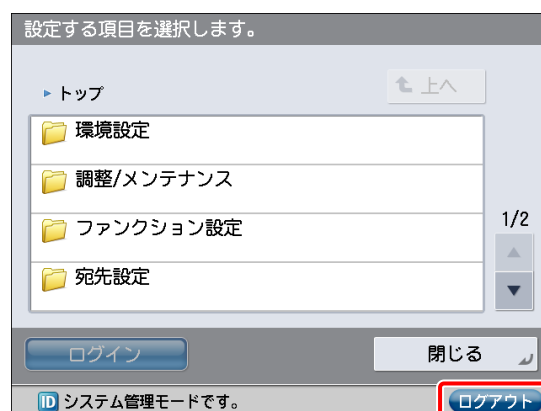 設定する項目を選択します。
トップ
上へ
環境設定
調整/メンテナンス
ファンクション設定
宛先設定
1/2
ログイン
閉じる
ID システム管理モードです。
ログアウト